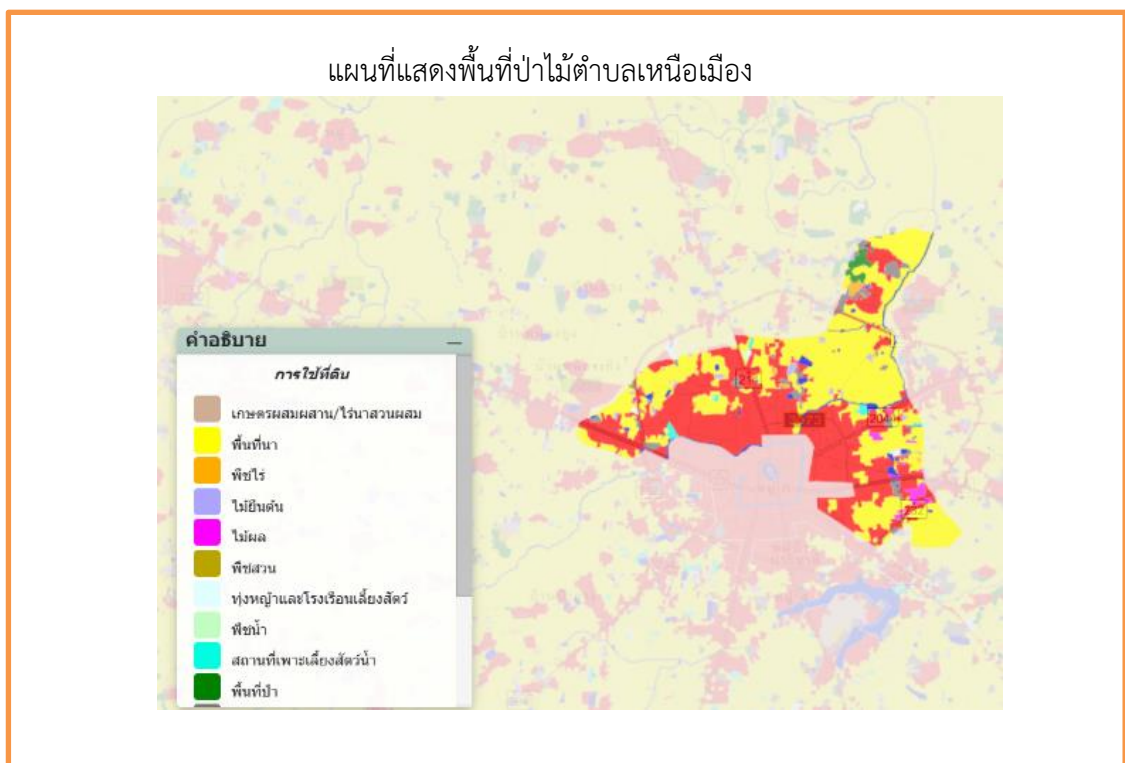 แผนที่แสดงพื้นที่ป่าไม้ตำบลเหนือเมือง
คำอธิบาย
การใช้ที่ดิน
เกษตรผสมผสาน/ไร่นาสวนผสม
พื้นที่นา
พืชไร่
ไม้ยืนต้น
ไม้ผล
พืชสวน
ทุ่งหญ้าและโรงเรือนเลี้ยงสัตว์
พืชน้ำ
สถานที่เพาะเลี้ยงสัตว์น้ำ
พื้นที่ป่า